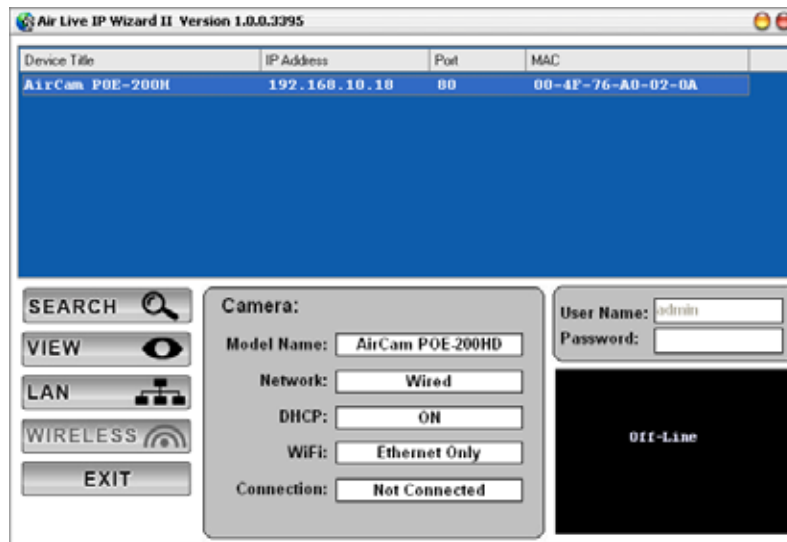 Air Live IP Wizard II Version 1.0.0.3395
Device Title IP Address Port MAC
AirCam POE-200H 192.168.10.18 80 00-4F-76-A0-02-0A
SEARCH
VIEW
LAN
WIRELESS
EXIT
Camera:
Model Name: AirCam POE-200HD
Network: Wired
DHCP: ON
WiFi: Ethernet Only
Connection: Not Connected
User Name: admin
Password:
Off-Line